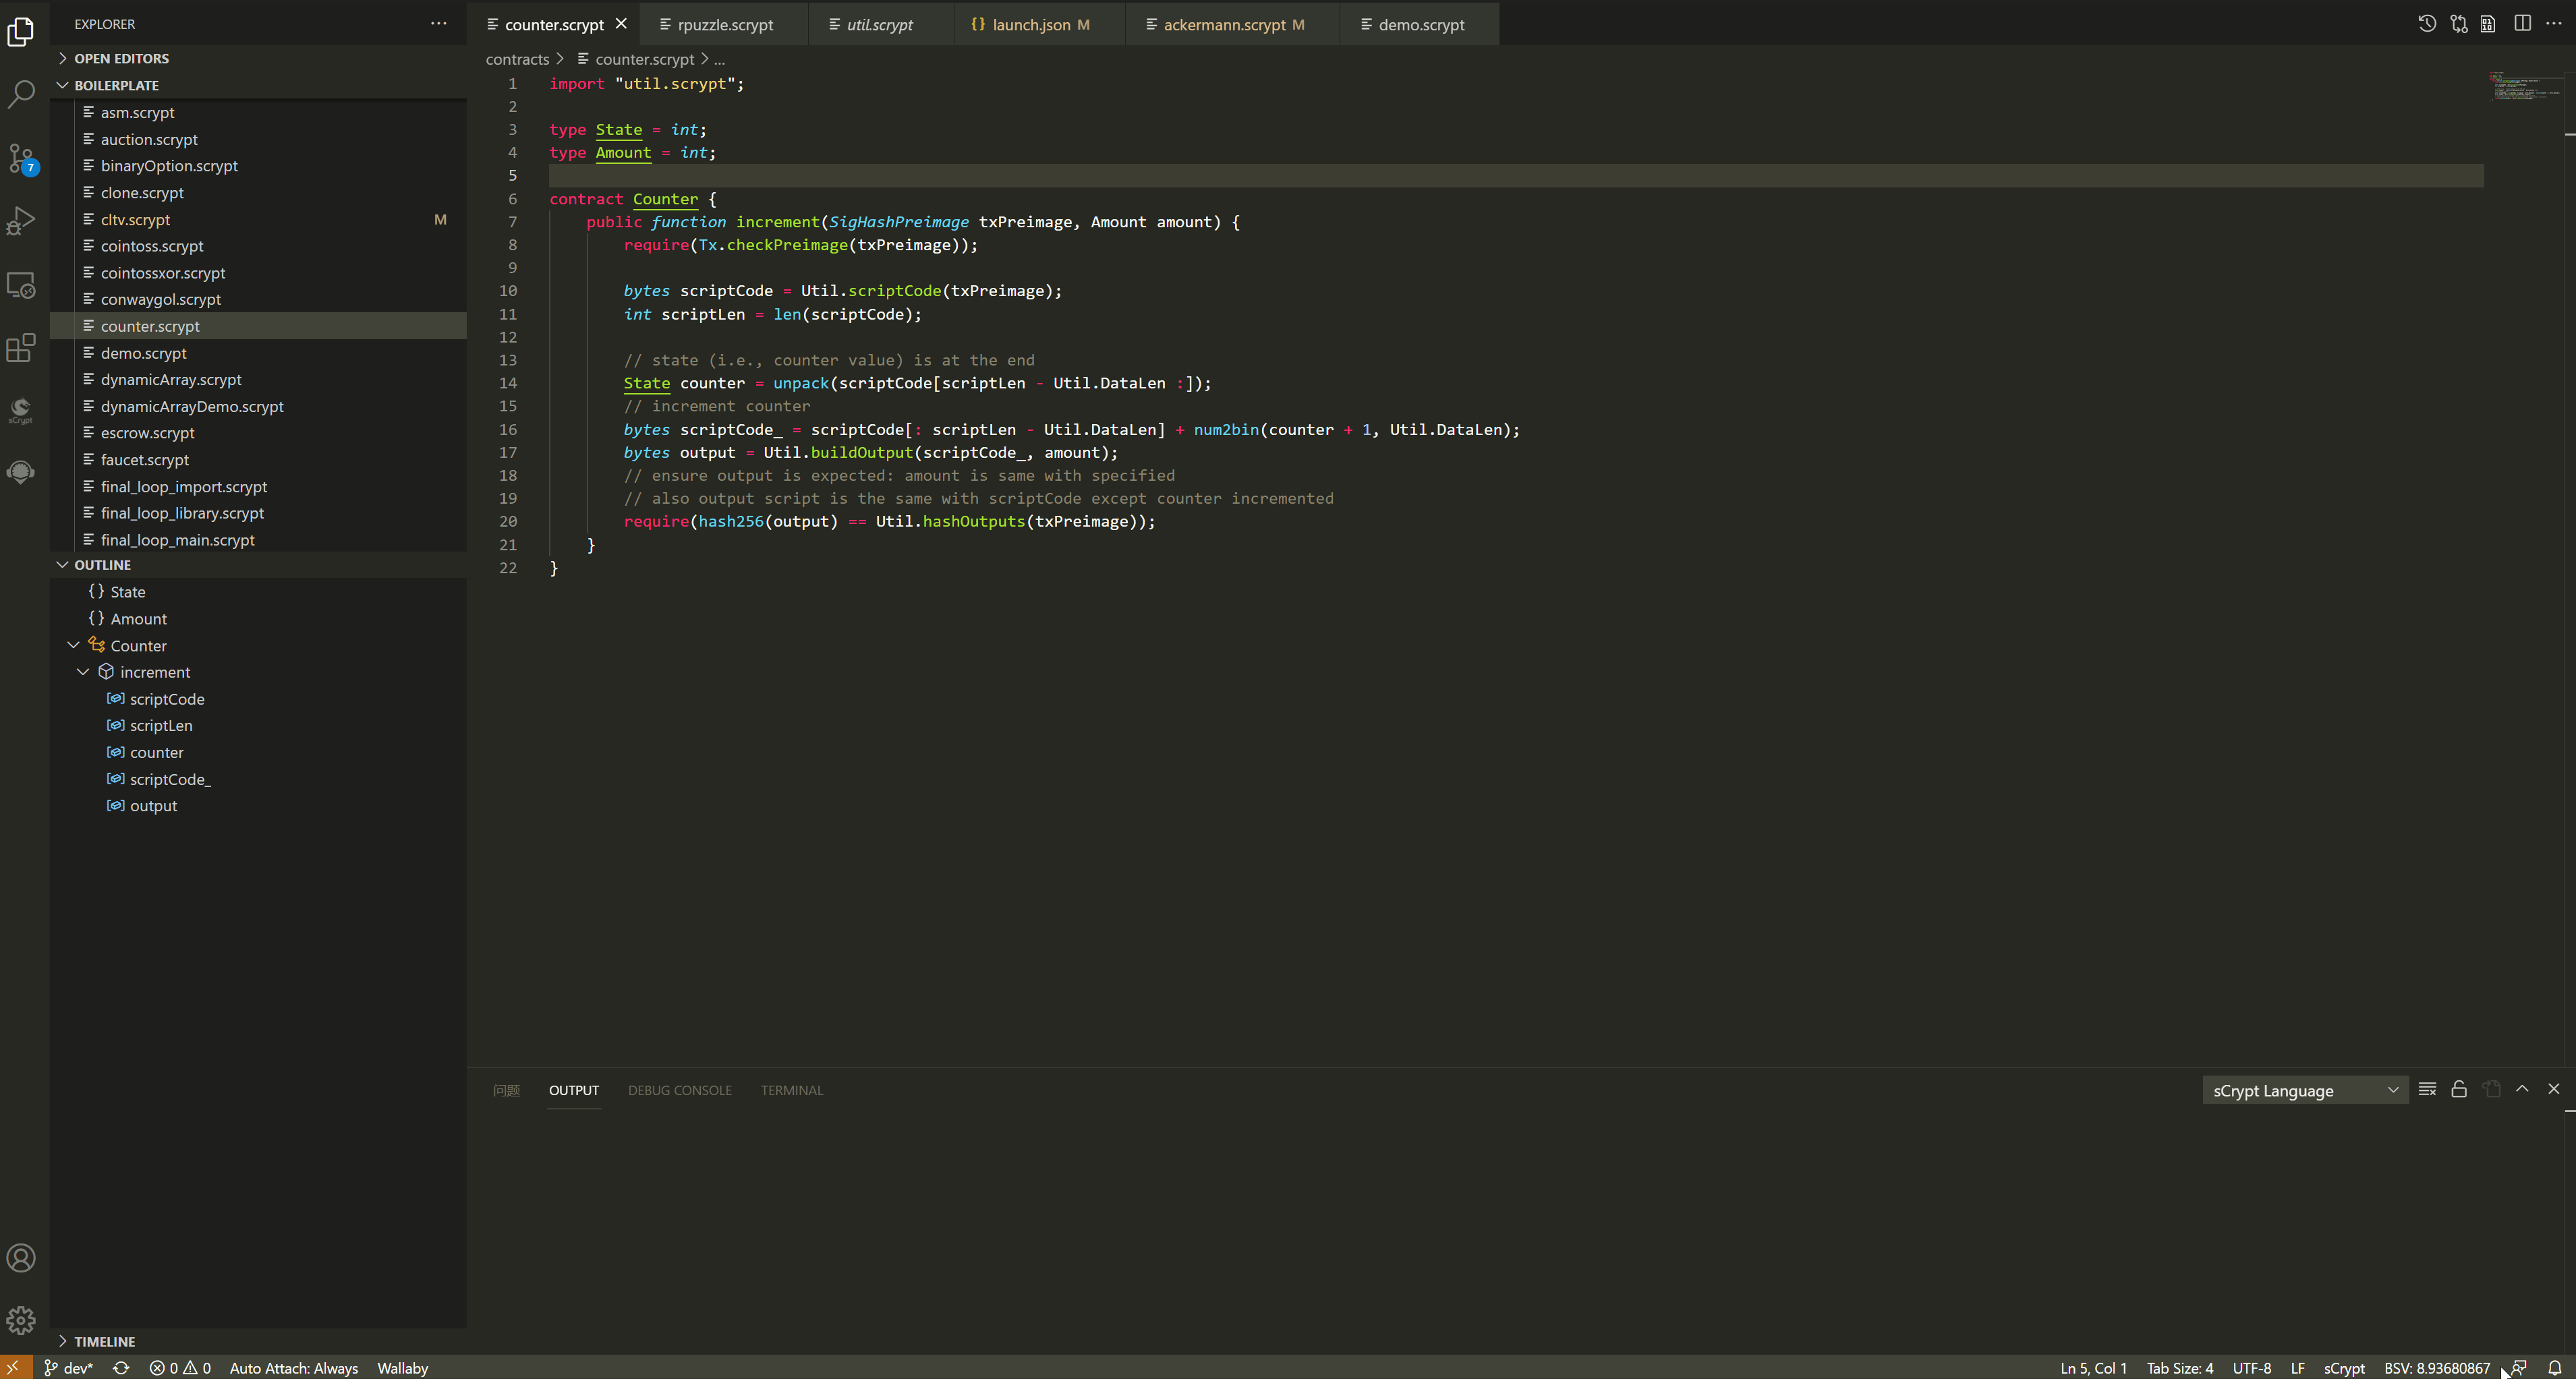 EXPLORER
OPEN EDITORS
BOILERPLATE
asm.scrypt
auction.scrypt
binaryOption.scrypt
clone.scrypt
cltv.scrypt M
cointoss.scrypt
cointossxor.scrypt
conwaygol.scrypt
counter.scrypt
demo.scrypt
dynamicArray.scrypt
dynamicArrayDemo.scrypt
escrow.scrypt
faucet.scrypt
final_loop_import.scrypt
final_loop_library.scrypt
final_loop_main.scrypt
OUTLINE
{} State
{} Amount
Counter
increment
scriptCode
scriptLen
counter
scriptCode_
output
TIMELINE
7
sCrypt
counter.scrypt rpuzzle.scrypt util.scrypt {} launch.json M ackermann.scrypt M demo.scrypt
contracts > counter.scrypt > ...
1 import "util.scrypt";
2
3 type State = int;
4 type Amount = int;
5
6 contract Counter {
7 public function increment(SigHashPreimage txPreimage, Amount amount) {
8 require(Tx.checkPreimage(txPreimage));
9
10 bytes scriptCode = Util.scriptCode(txPreimage);
11 int scriptLen = len(scriptCode);
12
13 // state (i.e., counter value) is at the end
14 State counter = unpack(scriptCode[scriptLen - Util.DataLen :]);
15 // increment counter
16 bytes scriptCode_ = scriptCode[: scriptLen - Util.DataLen] + num2bin(counter + 1, Util.DataLen);
17 bytes output = Util.buildOutput(scriptCode_, amount);
18 // ensure output is expected: amount is same with specified
19 // also output script is the same with scriptCode except counter incremented
20 require(hash256(output) == Util.hashOutputs(txPreimage));
21 }
22 }
问题 OUTPUT DEBUG CONSOLE TERMINAL
sCrypt Language
dev* 0 0 Auto Attach: Always Wallaby
Ln 5, Col 1 Tab Size: 4 UTF-8 LF sCrypt BSV: 8.93680867